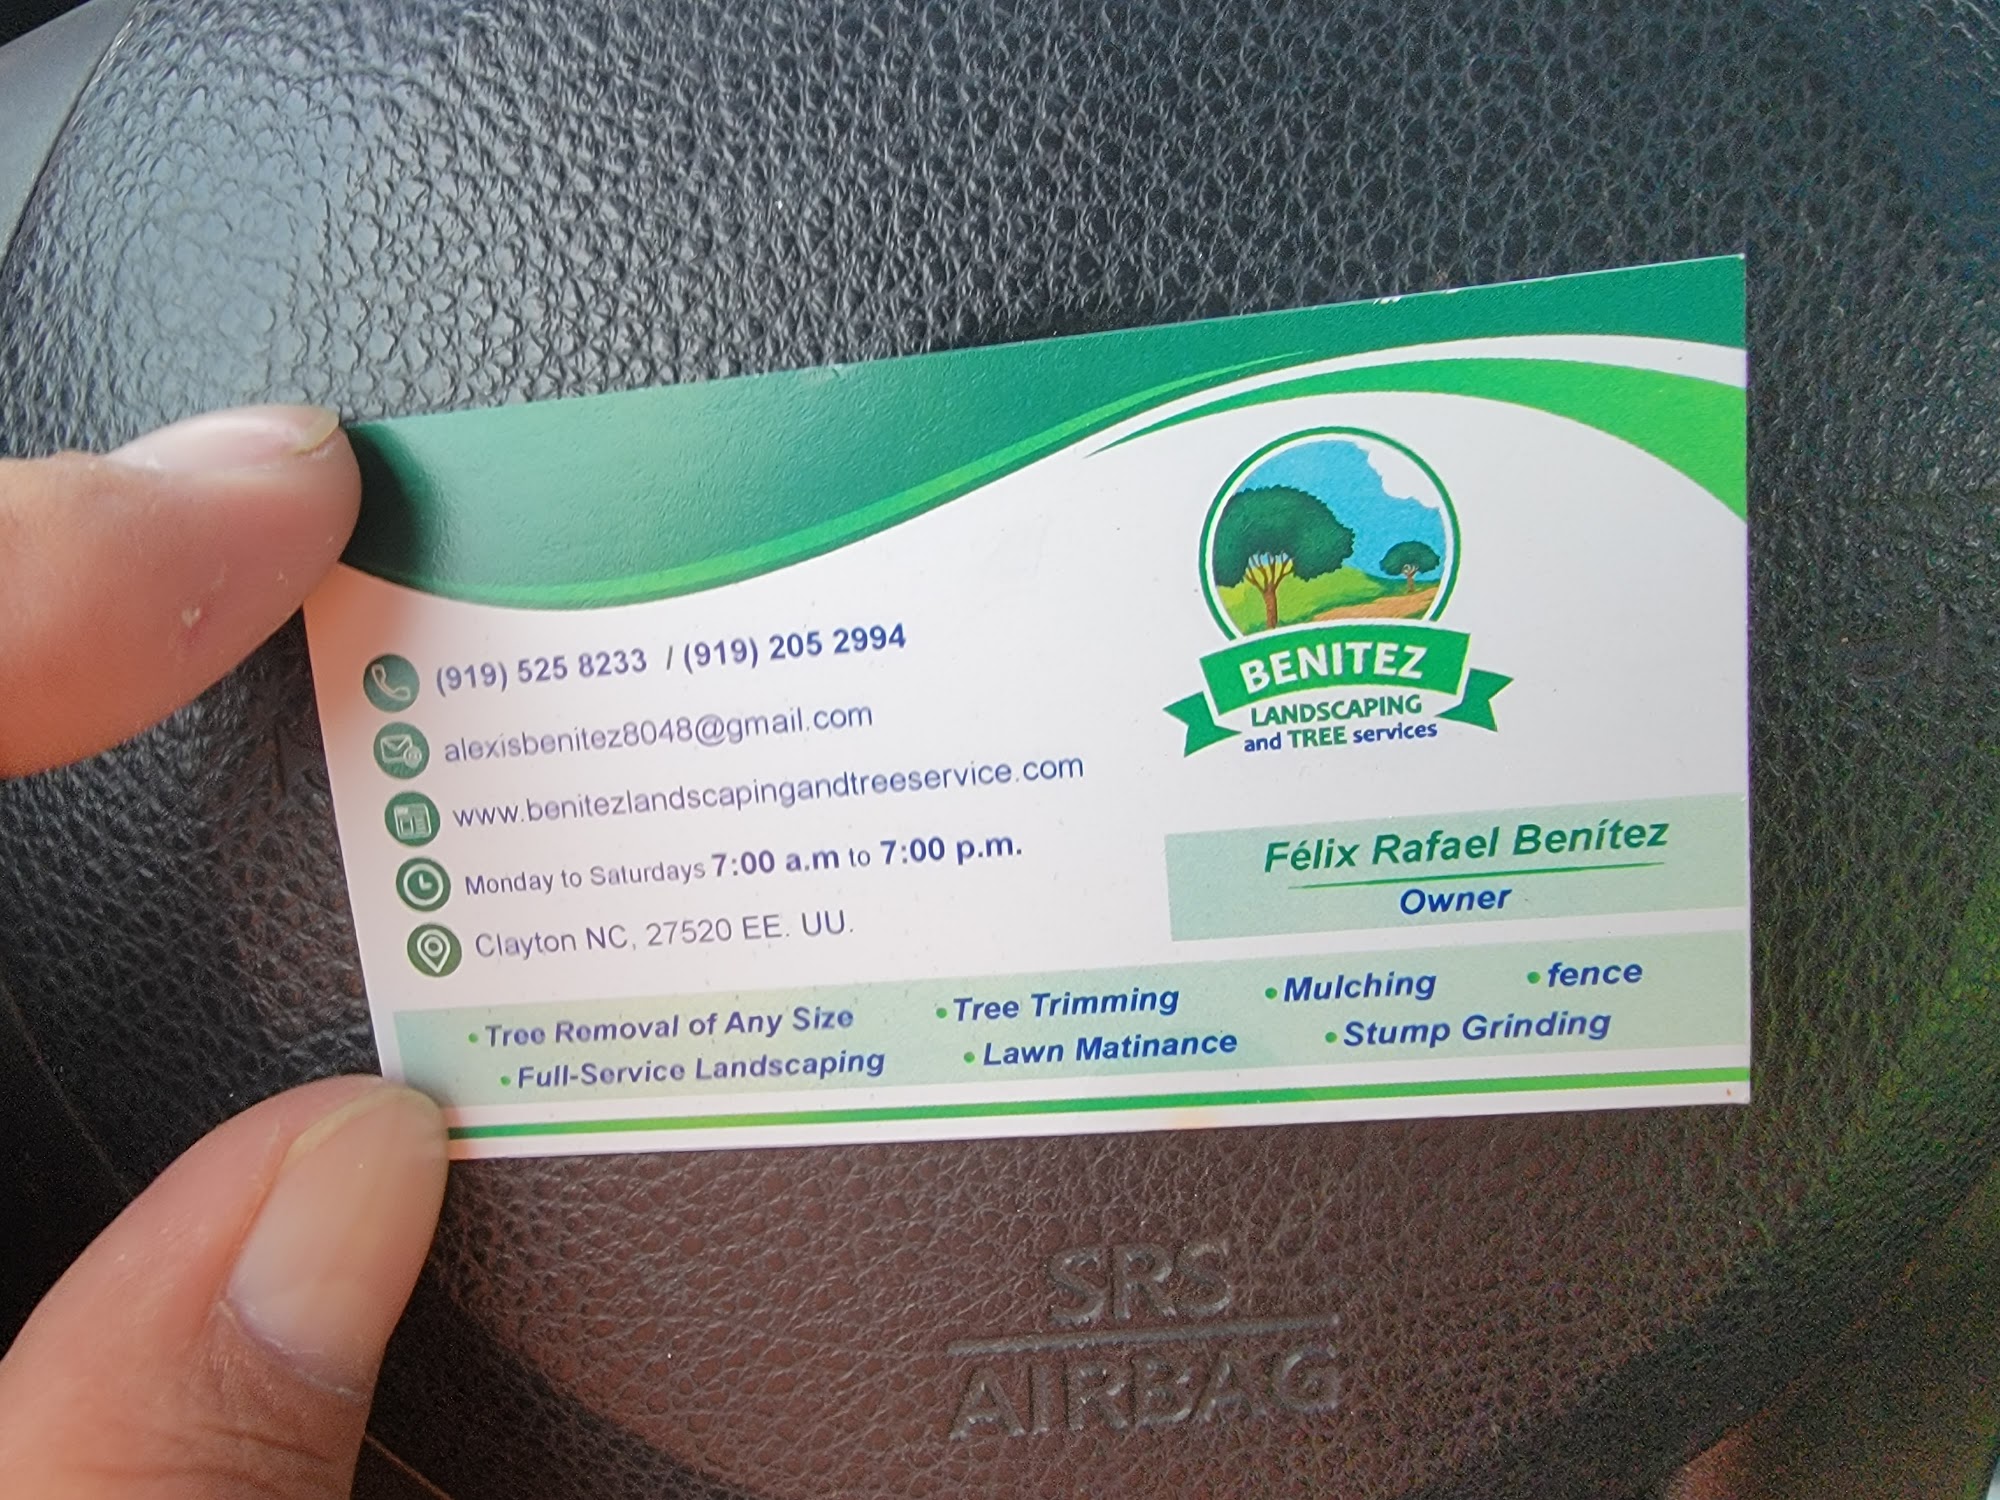 (919) 525 8233 / (919) 205 2994
alexisbenitez8048@gmail.com
www.benitezlandscapingandtreeservice.com
Monday to Saturdays 7:00 a.m to 7:00 p.m.
Clayton NC, 27520 EE. UU.
BENITEZ
LANDSCAPING
and TREE services
Félix Rafael Benítez
Owner
• Tree Removal of Any Size • Tree Trimming • Mulching • fence
• Full-Service Landscaping • Lawn Matinance • Stump Grinding
SRS
AIRBAG